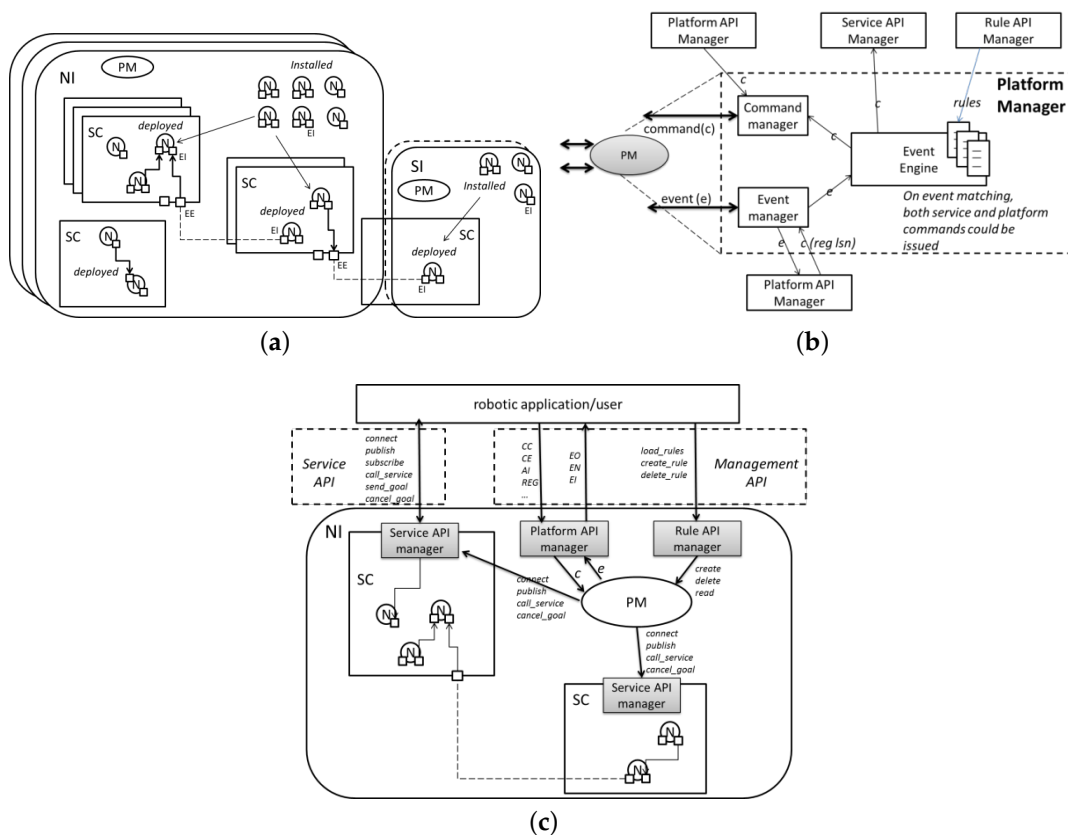 NI
PM
Installed
N
N
N
N
N
N
EI
SC
deployed
N
N
EI
N
EE
SC
N
deployed
EI
N
EE
SC
N
deployed
N
SI
PM
N
N
Installed
N
EI
SC
deployed
N
EI
(a)
Platform API
Manager
Service API
Manager
Rule API
Manager
Platform
Manager
c
c
rules
command(c)
Command
manager
c
PM
Event
Engine
event (e)
Event
manager
e
On event matching,
both service and platform
commands could be
issued
e
c (reg lsn)
Platform API
Manager
(b)
robotic application/user
Service
API
connect
publish
subscribe
call_service
send_goal
cancel_goal
CC
CE
AI
REG
...
EO
EN
EI
load_rules
create_rule
delete_rule
Management
API
NI
Service API
manager
Platform API
manager
Rule API
manager
SC
N
N
N
connect
publish
call_service
cancel_goal
c
e
PM
create
delete
read
connect
publish
call_service
cancel_goal
SC
Service API
manager
N
N
(c)